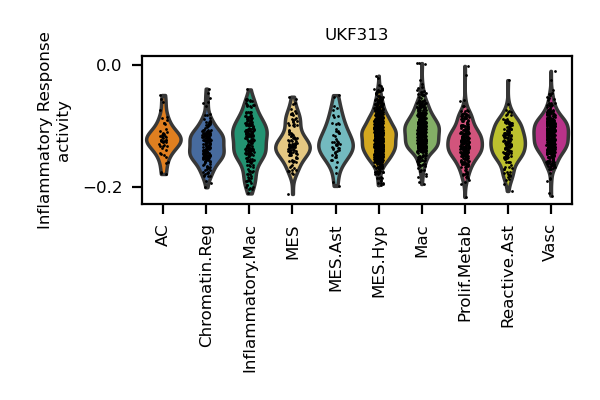 UKF313
Inflammatory Response
activity
0.0
−0.2
AC
Chromatin.Reg
Inflammatory.Mac
MES
MES.Ast
MES.Hyp
Mac
Prolif.Metab
Reactive.Ast
Vasc